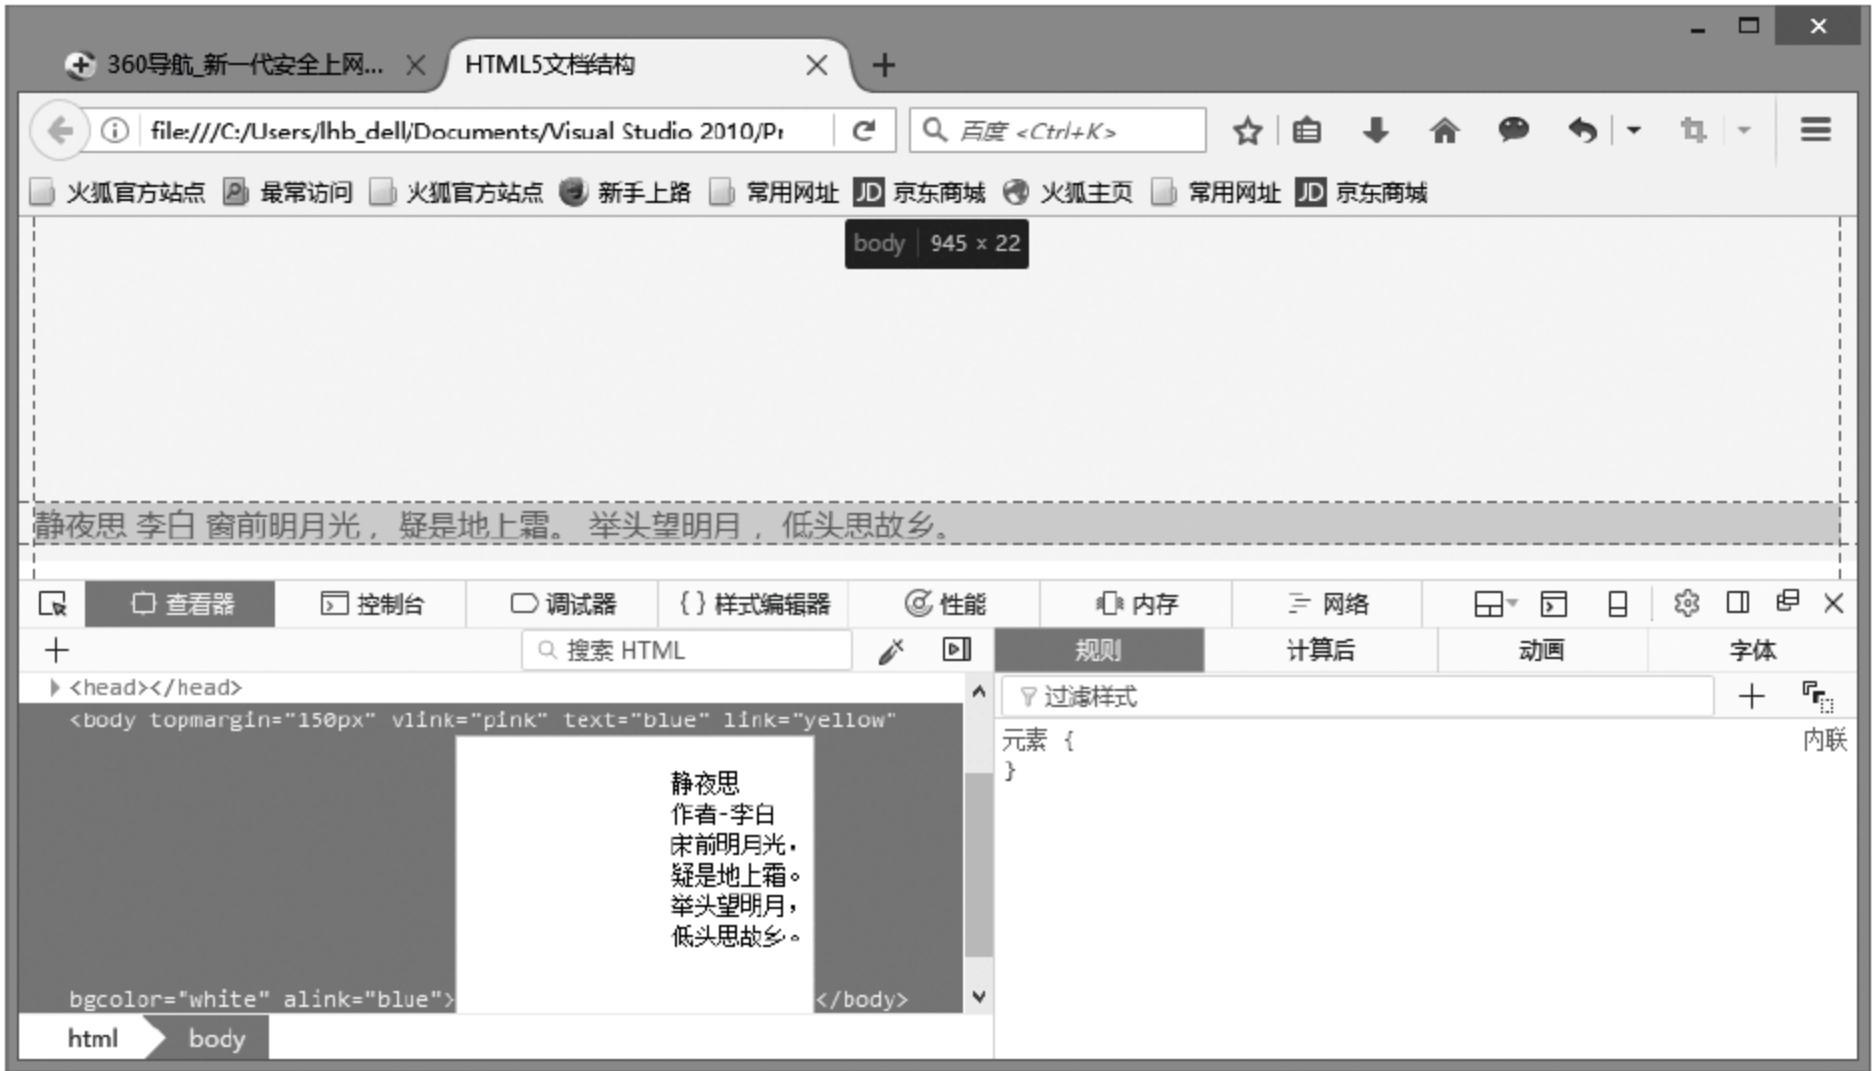 360导航_新一代安全上网...
HTML5文档结构
file:///C:/Users/lhb_dell/Documents/Visual Studio 2010/Pr
百度 <Ctrl+K>
火狐官方站点 最常访问 火狐官方站点 新手上路 常用网址 JD 京东商城 火狐主页 常用网址 JD 京东商城
body 945 × 22
静夜思 李白 窗前明月光，疑是地上霜。 举头望明月，低头思故乡。
查看器 控制台 调试器 { } 样式编辑器 性能 内存 网络
搜索 HTML
规则 计算后 动画 字体
<head></head>
过滤样式
<body topmargin="150px" vlink="pink" text="blue" link="yellow"
元素 { 内联
}
静夜思
作者-李白
床前明月光，
疑是地上霜。
举头望明月，
低头思故乡。
bgcolor="white" alink="blue"> </body>
html body